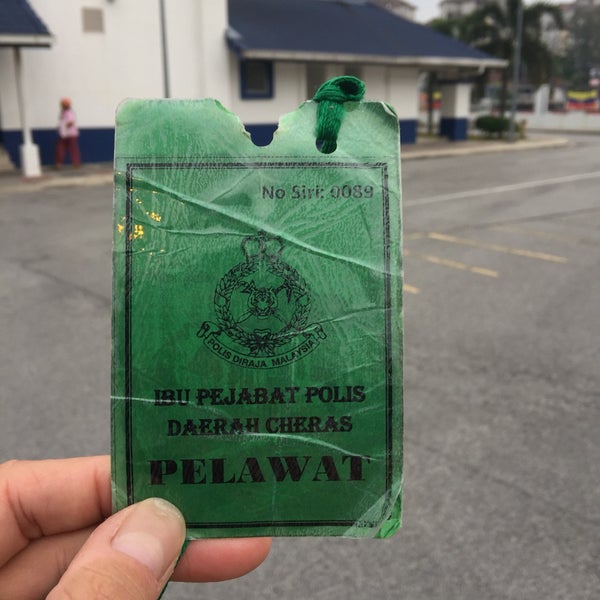 No Siri: 0089
POLIS DIRAJA MALAYSIA
IBU PEJABAT POLIS
DAERAH CHERAS
PELAWAT